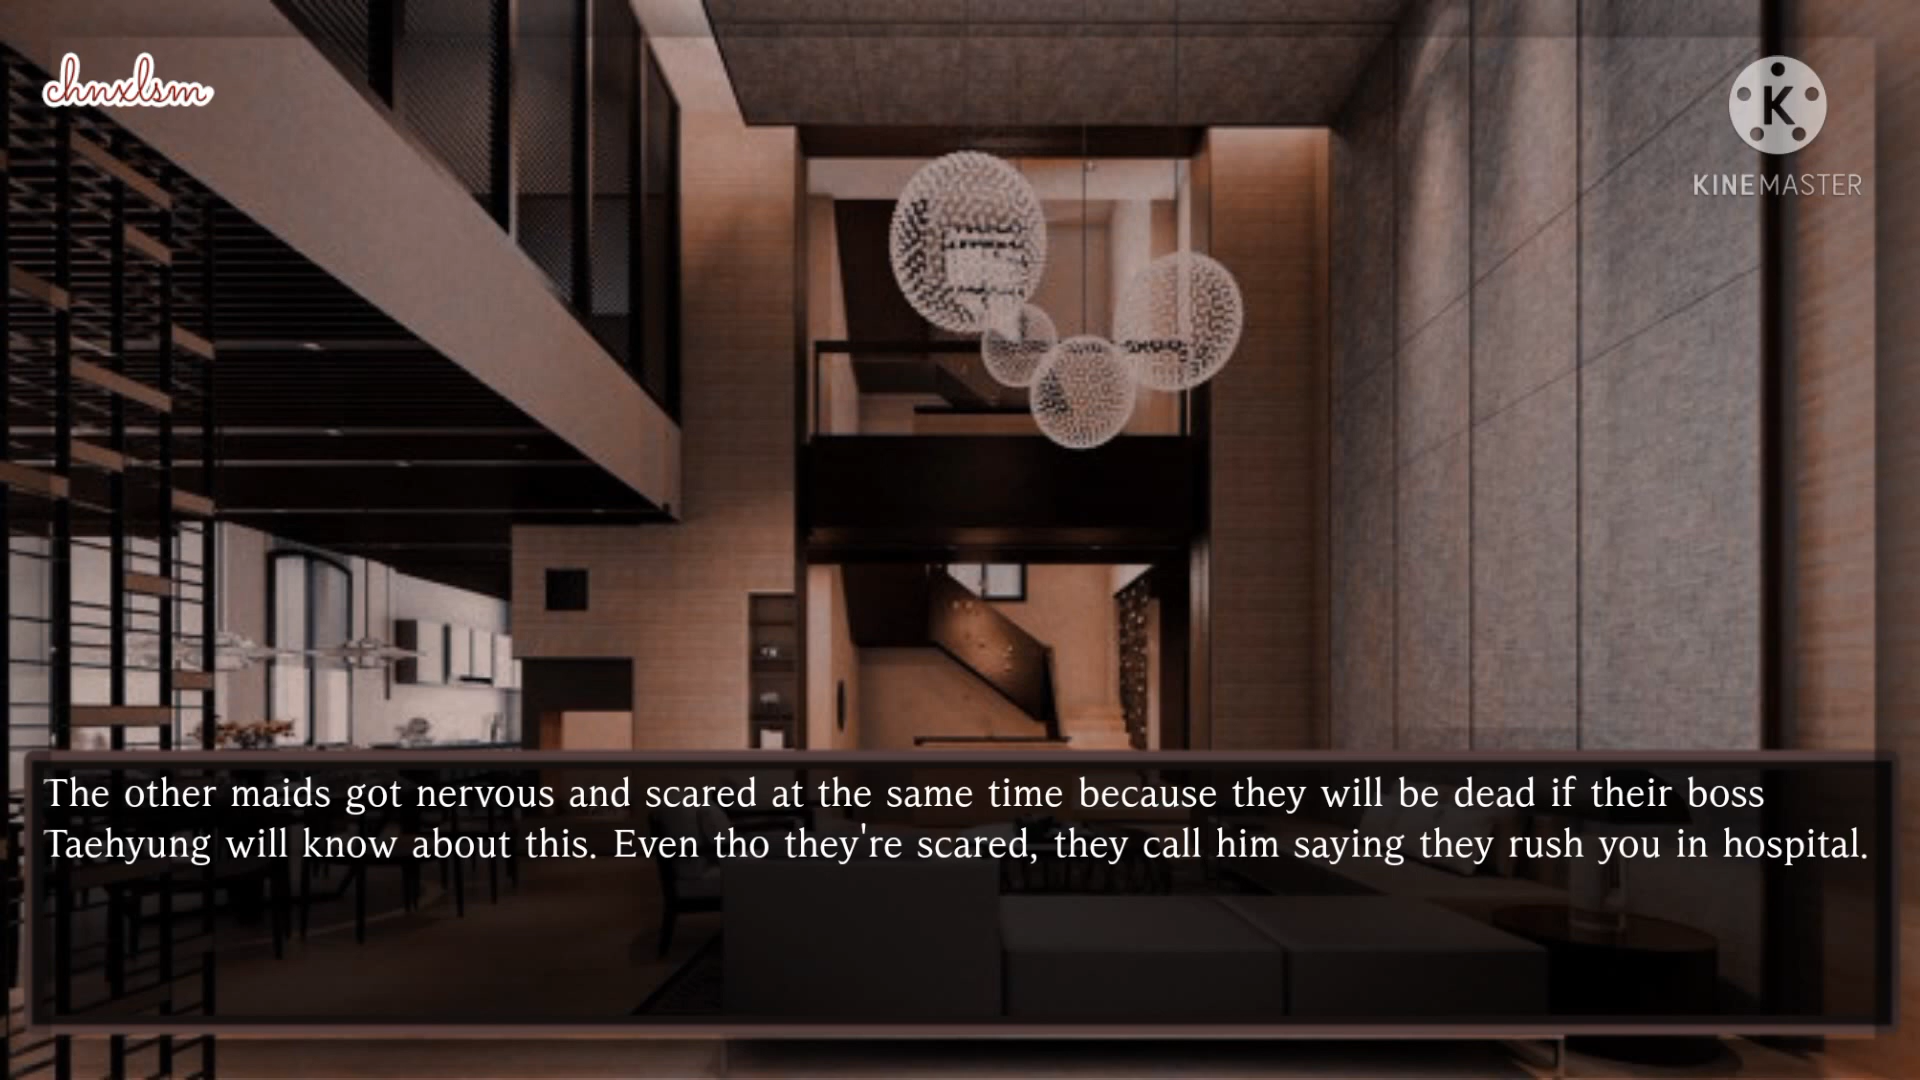 chnxlsm
K
KINEMASTER
The other maids got nervous and scared at the same time because they will be dead if their boss
Taehyung will know about this. Even tho they're scared, they call him saying they rush you in hospital.